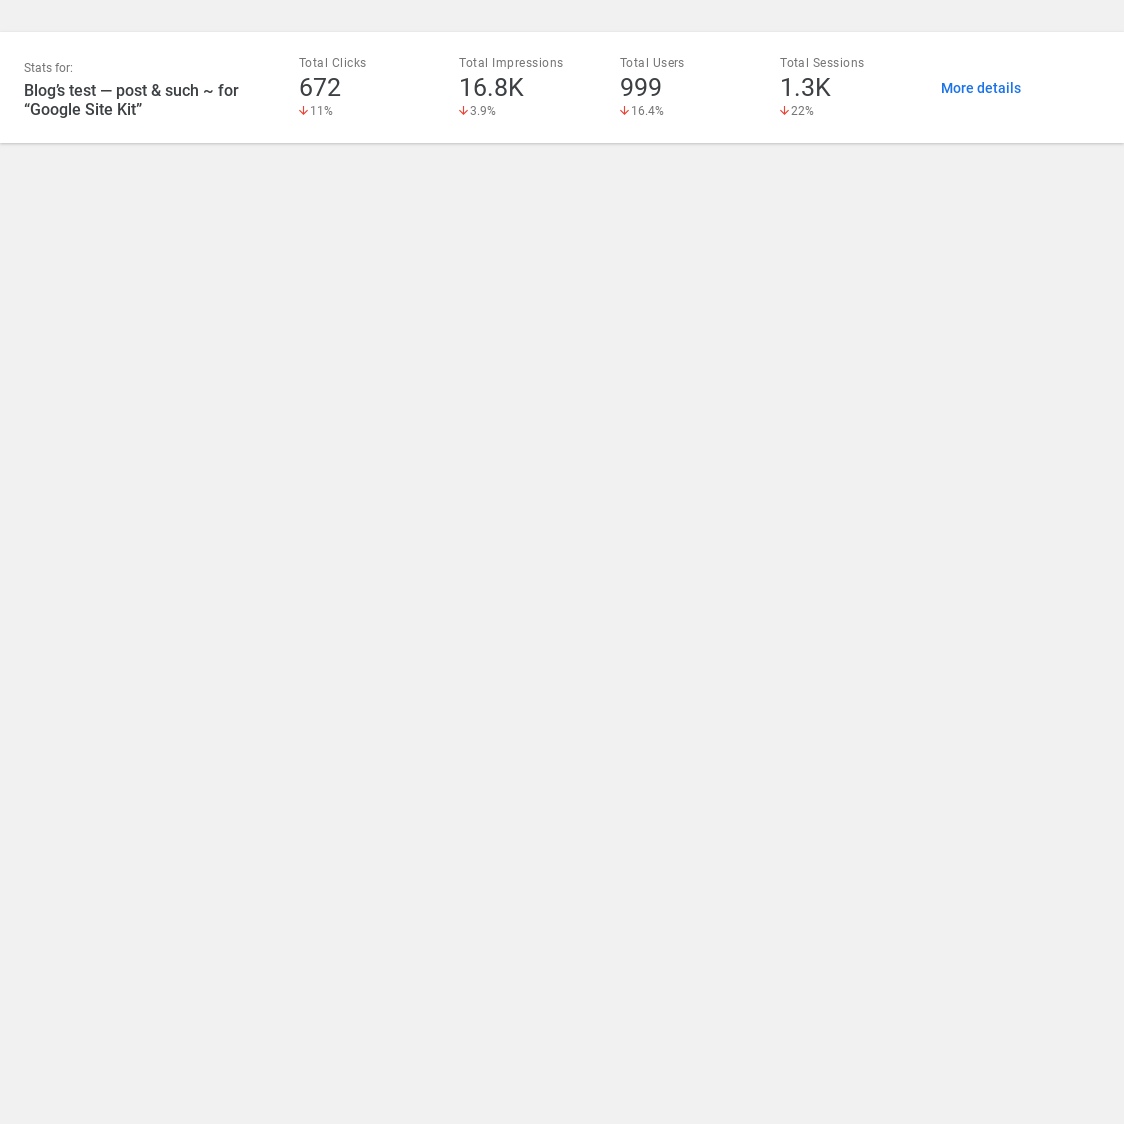 Stats for:
Blog’s test — post & such ~ for
“Google Site Kit”
Total Clicks
672
↓11%
Total Impressions
16.8K
↓3.9%
Total Users
999
↓16.4%
Total Sessions
1.3K
↓22%
More details